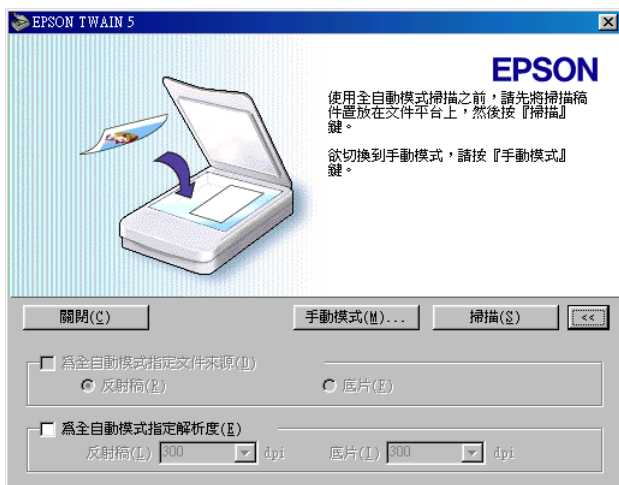 EPSON TWAIN 5
EPSON
使用全自動模式掃描之前，請先將掃描稿
件置放在文件平台上，然後按『掃描』
鍵。
欲切換到手動模式，請按『手動模式』
鍵。
關閉(C)
手動模式(M)...
掃描(S)
<<
為全自動模式指定文件來源(D)
反射稿(R)
底片(F)
為全自動模式指定解析度(E)
反射稿(L) 300 dpi 底片(I) 300 dpi